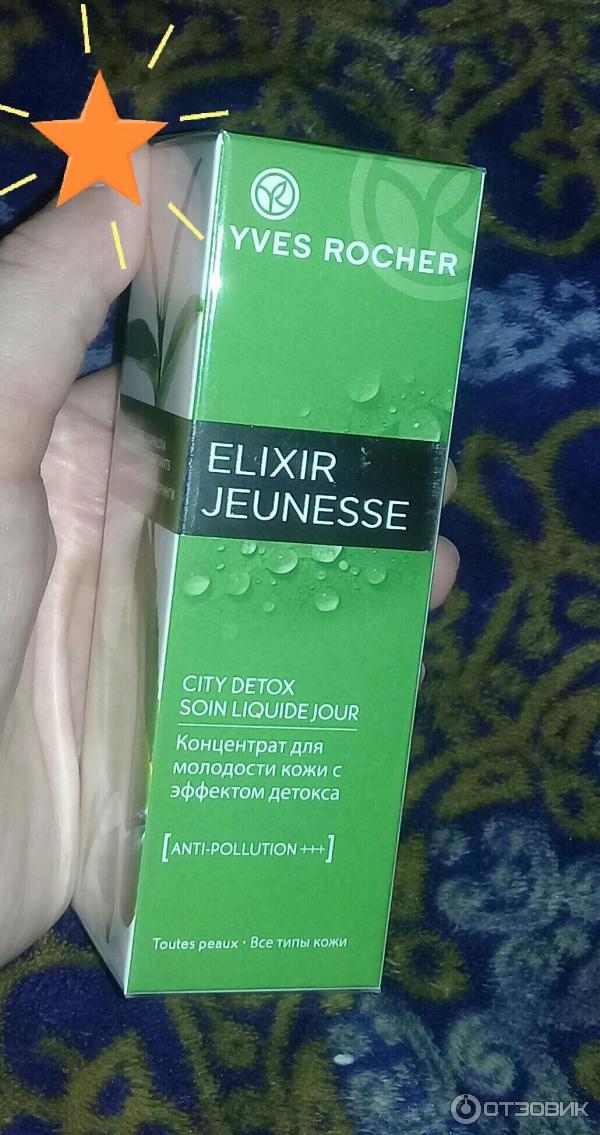 YVES ROCHER
ELIXIR
JEUNESSE
CITY DETOX
SOIN LIQUIDE JOUR
Концентрат для
молодости кожи с
эффектом детокса
[ANTI-POLLUTION +++]
Toutes peaux · Все типы кожи
ОТЗОВИК